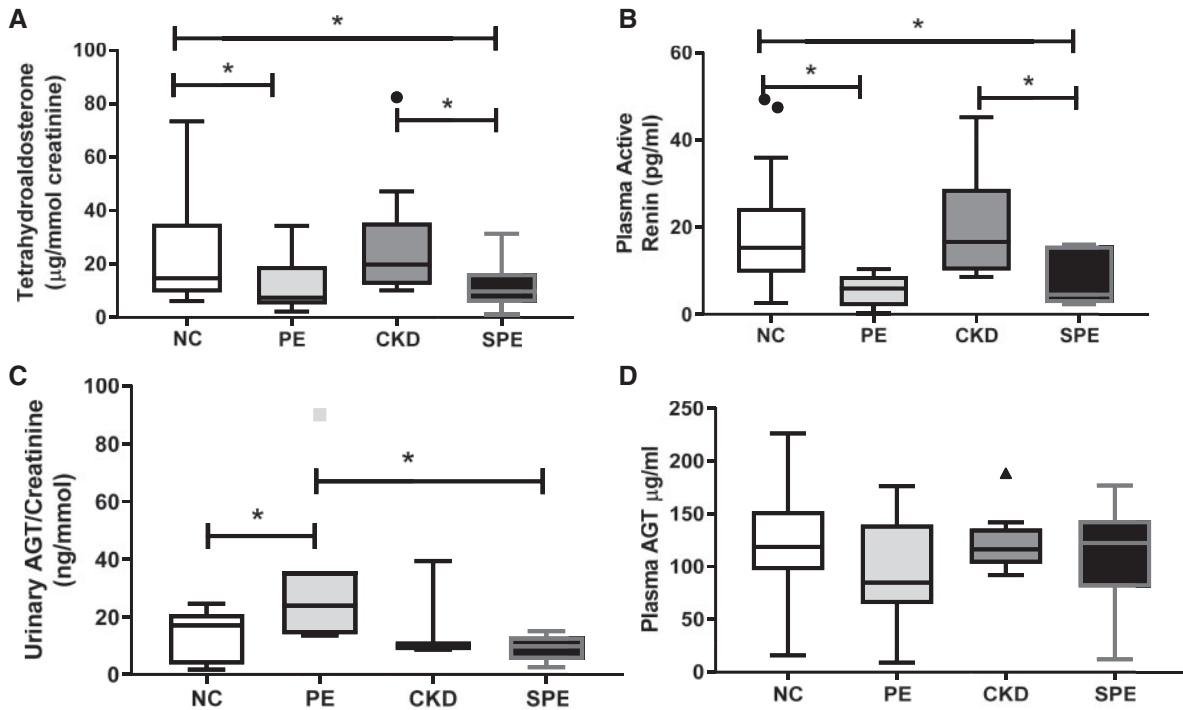 A
Tetrahydroaldosterone
(μg/mmol creatinine)
100
80
60
40
20
0
*
*
*
NC PE CKD SPE
B
Plasma Active
Renin (pg/ml)
60
40
20
0
*
*
*
NC PE CKD SPE
C
Urinary AGT/Creatinine
(ng/mmol)
100
80
60
40
20
0
*
*
NC PE CKD SPE
D
Plasma AGT μg/ml
250
200
150
100
50
0
NC PE CKD SPE